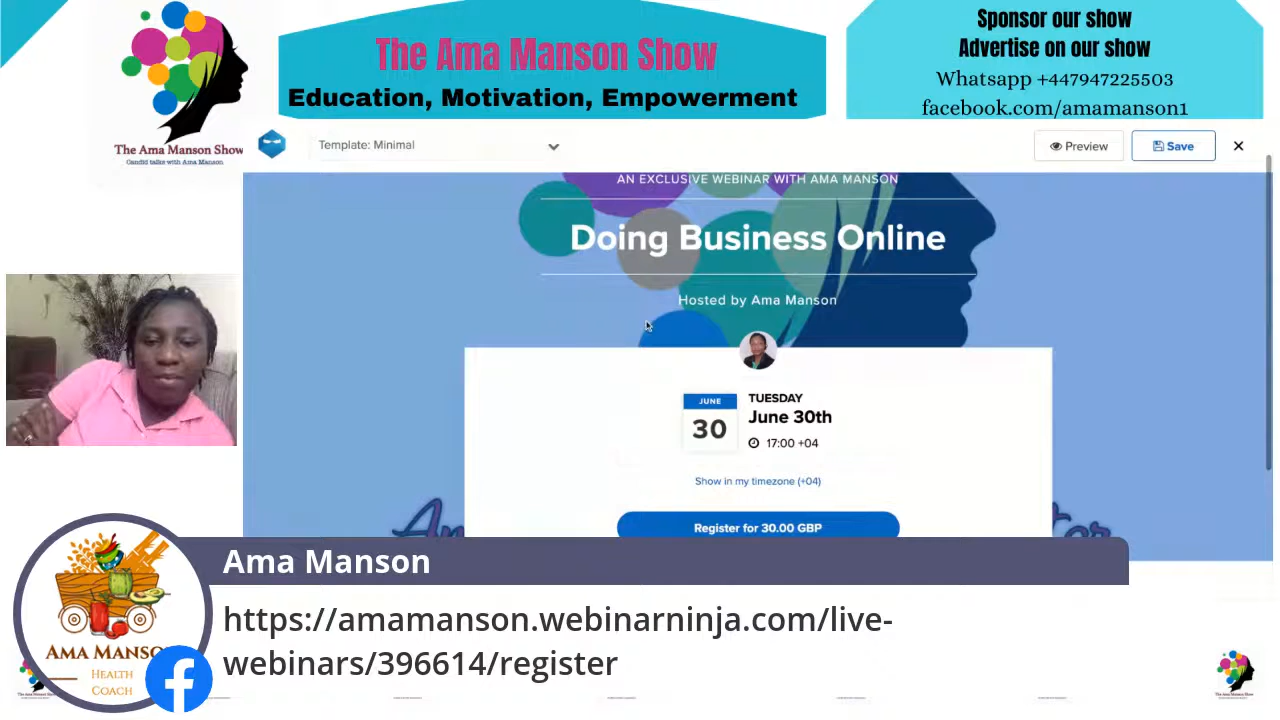 The Ama Manson Show
Candid talks with Ama Manson.
The Ama Manson Show
Education, Motivation, Empowerment
Sponsor our show
Advertise on our show
Whatsapp +447947225503
facebook.com/amamanson1
Template: Minimal
Preview
Save
AN EXCLUSIVE WEBINAR WITH AMA MANSON
Doing Business Online
Hosted by Ama Manson
JUNE
30
TUESDAY
June 30th
17:00 +04
Show in my timezone (+04)
Register for 30.00 GBP
Ama Manson
https://amamanson.webinarninja.com/live-
webinars/396614/register
AMA MANSON
HEALTH
COACH